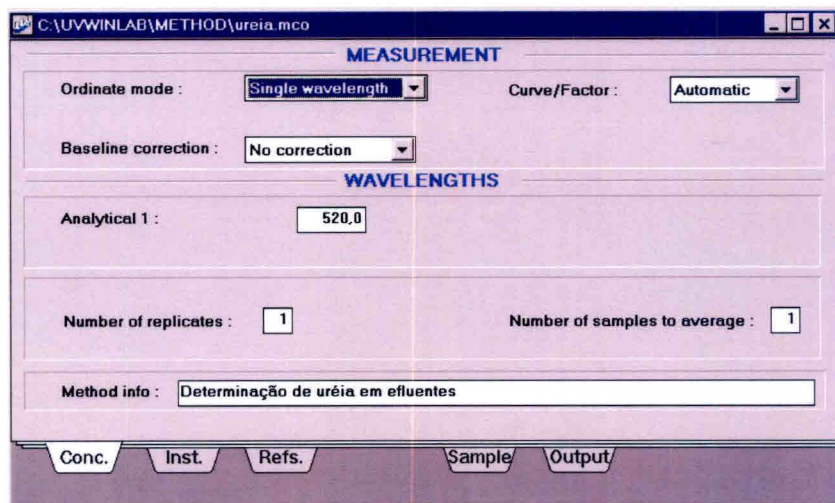 C:\UVWINLAB\METHOD\ureia.mco
MEASUREMENT
Ordinate mode : Single wavelength Curve/Factor : Automatic
Baseline correction : No correction
WAVELENGTHS
Analytical 1 : 520,0
Number of replicates : 1 Number of samples to average : 1
Method info : Determinação de uréia em efluentes
Conc. Inst. Refs. Sample Output